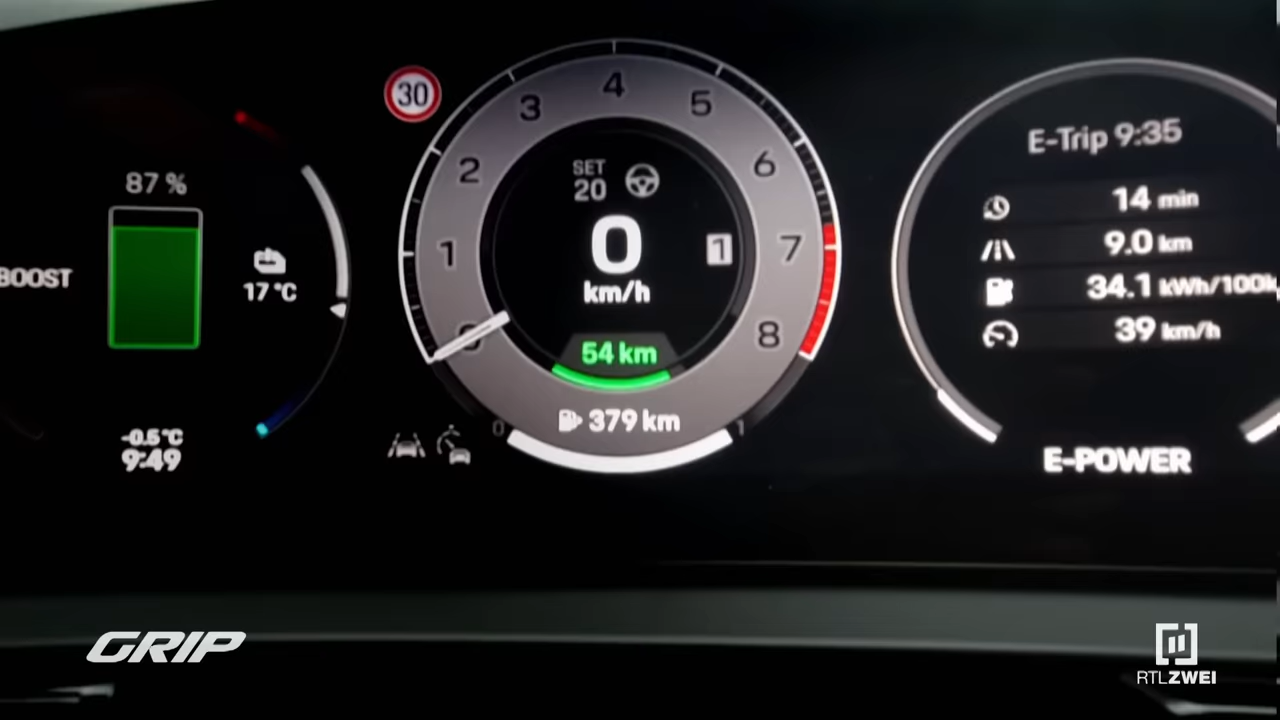 BOOST
87 %
17 °C
-0.5 °C
9:49
30
0
1
2
3
4
5
6
7
8
SET
20
0
km/h
1
54 km
379 km
0
1
E-Trip 9:35
14 min
9.0 km
34.1 kWh/100k
39 km/h
E-POWER
GRIP
RTLZWEI